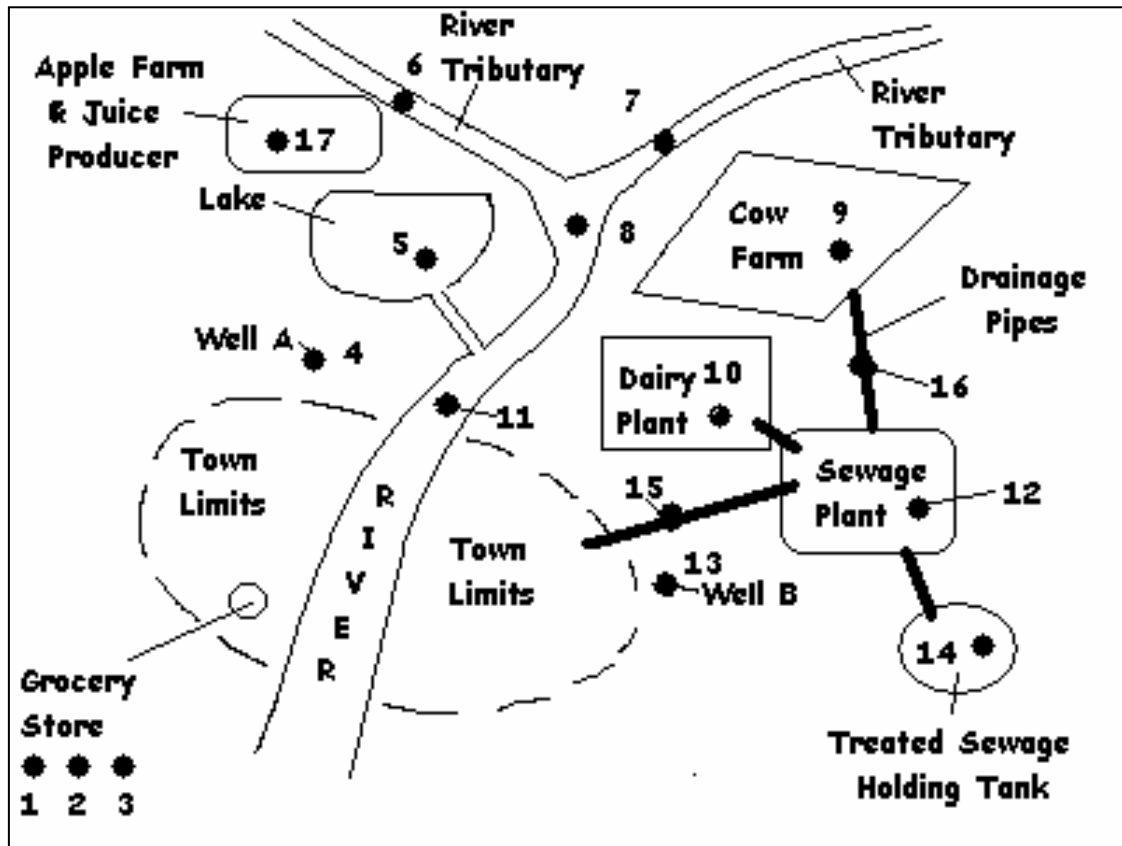 River
Tributary
6
Apple Farm
& Juice
Producer
17
7
River
Tributary
Lake
5
8
Cow
Farm
9
Drainage
Pipes
Well A
4
Dairy
Plant
10
16
11
Town
Limits
Sewage
Plant
12
15
R
I
V
E
R
Town
Limits
13
Well B
14
Grocery
Store
1 2 3
Treated Sewage
Holding Tank